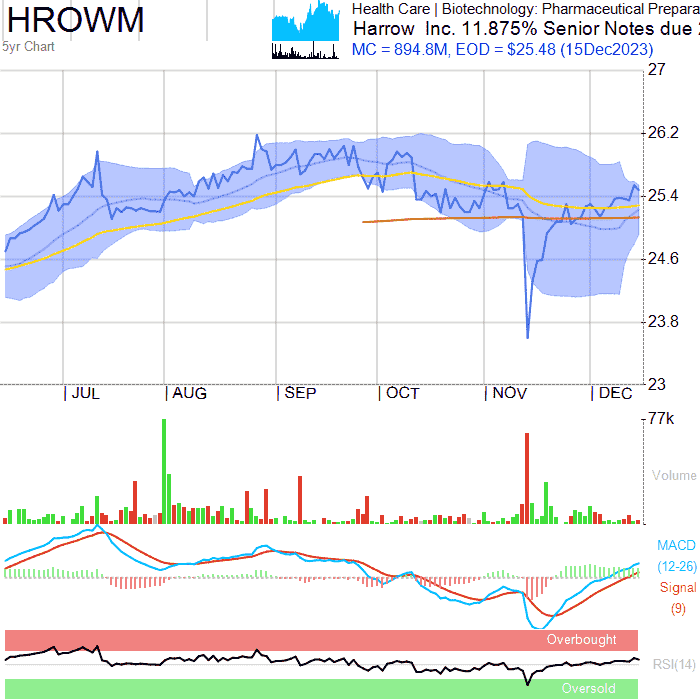 HROWM
5yr Chart
Health Care | Biotechnology: Pharmaceutical Prepara
Harrow Inc. 11.875% Senior Notes due
MC = 894.8M, EOD = $25.48 (15Dec2023)
27
26.2
25.4
24.6
23.8
23
JUL AUG SEP OCT NOV DEC
77k
Volume
MACD
(12-26)
Signal
(9)
Overbought
RSI(14)
Oversold